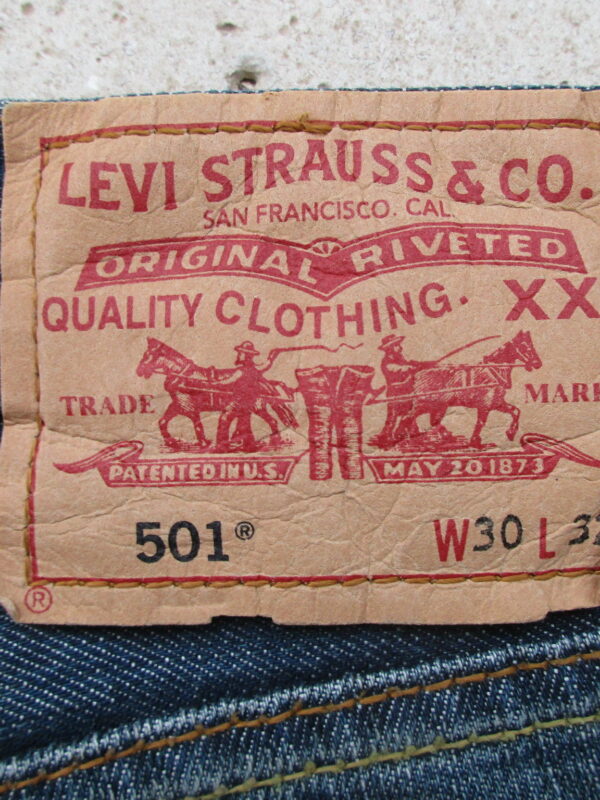 LEVI STRAUSS & CO.
SAN FRANCISCO. CAL.
ORIGINAL RIVETED
QUALITY CLOTHING. XX
TRADE MARK
PATENTED IN U.S. MAY 20 1873
501® W30 L 32
®